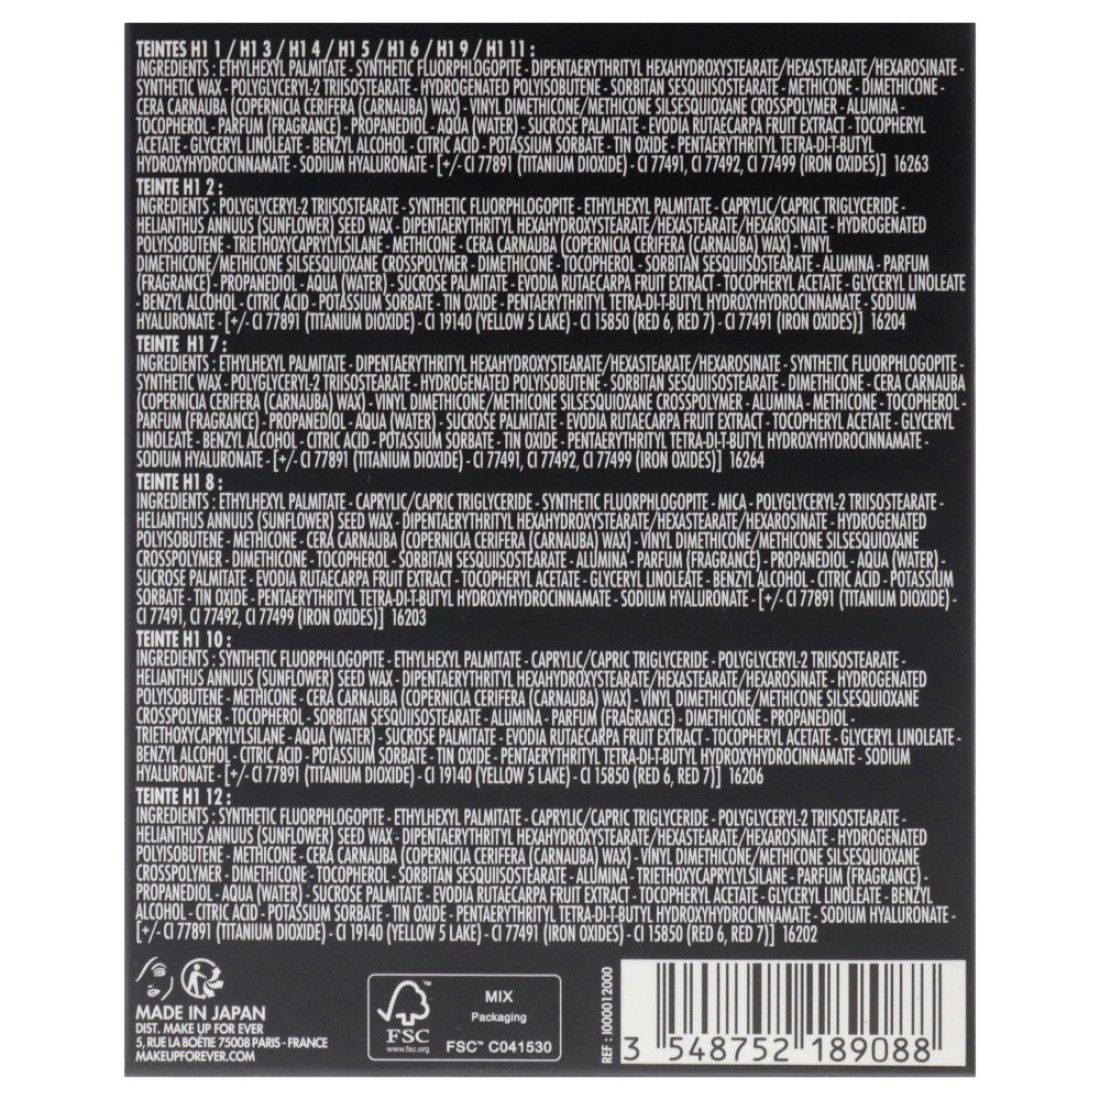 TEINTES H1 1 / H1 3 / H1 4 / H1 5 / H1 6 / H1 9 / H1 11 :
INGREDIENTS : ETHYLHEXYL PALMITATE - SYNTHETIC FLUORPHLOGOPITE - DIPENTAERYTHRITYL HEXAHYDROXYSTEARATE/HEXASTEARATE/HEXAROSINATE -
SYNTHETIC WAX - POLYGLYCERYL-2 TRIISOSTEARATE - HYDROGENATED POLYISOBUTENE - SORBITAN SESQUIISOSTEARATE - METHICONE - DIMETHICONE -
CERA CARNAUBA (COPERNICIA CERIFERA (CARNAUBA) WAX) - VINYL DIMETHICONE/METHICONE SILSESQUIOXANE CROSSPOLYMER - ALUMINA -
TOCOPHEROL - PARFUM (FRAGRANCE) - PROPANEDIOL - AQUA (WATER) - SUCROSE PALMITATE - EVODIA RUTAECARPA FRUIT EXTRACT - TOCOPHERYL
ACETATE - GLYCERYL LINOLEATE - BENZYL ALCOHOL - CITRIC ACID - POTASSIUM SORBATE - TIN OXIDE - PENTAERYTHRITYL TETRA-DI-T-BUTYL
HYDROXYHYDROCINNAMATE - SODIUM HYALURONATE - [+/- CI 77891 (TITANIUM DIOXIDE) - CI 77491, CI 77492, CI 77499 (IRON OXIDES)] 16263
TEINTE H1 2 :
INGREDIENTS : POLYGLYCERYL-2 TRIISOSTEARATE - SYNTHETIC FLUORPHLOGOPITE - ETHYLHEXYL PALMITATE - CAPRYLIC/CAPRIC TRIGLYCERIDE -
HELIANTHUS ANNUUS (SUNFLOWER) SEED WAX - DIPENTAERYTHRITYL HEXAHYDROXYSTEARATE/HEXASTEARATE/HEXAROSINATE - HYDROGENATED
POLYISOBUTENE - TRIETHOXYCAPRYLYLSILANE - METHICONE - CERA CARNAUBA (COPERNICIA CERIFERA (CARNAUBA) WAX) - VINYL
DIMETHICONE/METHICONE SILSESQUIOXANE CROSSPOLYMER - DIMETHICONE - TOCOPHEROL - SORBITAN SESQUIISOSTEARATE - ALUMINA - PARFUM
(FRAGRANCE) - PROPANEDIOL - AQUA (WATER) - SUCROSE PALMITATE - EVODIA RUTAECARPA FRUIT EXTRACT - TOCOPHERYL ACETATE - GLYCERYL LINOLEATE
- BENZYL ALCOHOL - CITRIC ACID - POTASSIUM SORBATE - TIN OXIDE - PENTAERYTHRITYL TETRA-DI-T-BUTYL HYDROXYHYDROCINNAMATE - SODIUM
HYALURONATE - [+/- CI 77891 (TITANIUM DIOXIDE) - CI 19140 (YELLOW 5 LAKE) - CI 15850 (RED 6, RED 7) - CI 77491 (IRON OXIDES)] 16204
TEINTE H1 7 :
INGREDIENTS : ETHYLHEXYL PALMITATE - DIPENTAERYTHRITYL HEXAHYDROXYSTEARATE/HEXASTEARATE/HEXAROSINATE - SYNTHETIC FLUORPHLOGOPITE -
SYNTHETIC WAX - POLYGLYCERYL-2 TRIISOSTEARATE - HYDROGENATED POLYISOBUTENE - SORBITAN SESQUIISOSTEARATE - DIMETHICONE - CERA CARNAUBA
(COPERNICIA CERIFERA (CARNAUBA) WAX) - VINYL DIMETHICONE/METHICONE SILSESQUIOXANE CROSSPOLYMER - ALUMINA - METHICONE - TOCOPHEROL -
PARFUM (FRAGRANCE) - PROPANEDIOL - AQUA (WATER) - SUCROSE PALMITATE - EVODIA RUTAECARPA FRUIT EXTRACT - TOCOPHERYL ACETATE - GLYCERYL
LINOLEATE - BENZYL ALCOHOL - CITRIC ACID - POTASSIUM SORBATE - TIN OXIDE - PENTAERYTHRITYL TETRA-DI-T-BUTYL HYDROXYHYDROCINNAMATE -
SODIUM HYALURONATE - [+/- CI 77891 (TITANIUM DIOXIDE) - CI 77491, CI 77492, CI 77499 (IRON OXIDES)] 16264
TEINTE H1 8 :
INGREDIENTS : ETHYLHEXYL PALMITATE - CAPRYLIC/CAPRIC TRIGLYCERIDE - SYNTHETIC FLUORPHLOGOPITE - MICA - POLYGLYCERYL-2 TRIISOSTEARATE -
HELIANTHUS ANNUUS (SUNFLOWER) SEED WAX - DIPENTAERYTHRITYL HEXAHYDROXYSTEARATE/HEXASTEARATE/HEXAROSINATE - HYDROGENATED
POLYISOBUTENE - METHICONE - CERA CARNAUBA (COPERNICIA CERIFERA (CARNAUBA) WAX) - VINYL DIMETHICONE/METHICONE SILSESQUIOXANE
CROSSPOLYMER - DIMETHICONE - TOCOPHEROL - SORBITAN SESQUIISOSTEARATE - ALUMINA - PARFUM (FRAGRANCE) - PROPANEDIOL - AQUA (WATER) -
SUCROSE PALMITATE - EVODIA RUTAECARPA FRUIT EXTRACT - TOCOPHERYL ACETATE - GLYCERYL LINOLEATE - BENZYL ALCOHOL - CITRIC ACID - POTASSIUM
SORBATE - TIN OXIDE - PENTAERYTHRITYL TETRA-DI-T-BUTYL HYDROXYHYDROCINNAMATE - SODIUM HYALURONATE - [+/- CI 77891 (TITANIUM DIOXIDE) -
CI 77491, CI 77492, CI 77499 (IRON OXIDES)] 16203
TEINTE H1 10 :
INGREDIENTS : SYNTHETIC FLUORPHLOGOPITE - ETHYLHEXYL PALMITATE - CAPRYLIC/CAPRIC TRIGLYCERIDE - POLYGLYCERYL-2 TRIISOSTEARATE -
HELIANTHUS ANNUUS (SUNFLOWER) SEED WAX - DIPENTAERYTHRITYL HEXAHYDROXYSTEARATE/HEXASTEARATE/HEXAROSINATE - HYDROGENATED
POLYISOBUTENE - METHICONE - CERA CARNAUBA (COPERNICIA CERIFERA (CARNAUBA) WAX) - VINYL DIMETHICONE/METHICONE SILSESQUIOXANE
CROSSPOLYMER - TOCOPHEROL - SORBITAN SESQUIISOSTEARATE - ALUMINA - PARFUM (FRAGRANCE) - DIMETHICONE - PROPANEDIOL -
TRIETHOXYCAPRYLYLSILANE - AQUA (WATER) - SUCROSE PALMITATE - EVODIA RUTAECARPA FRUIT EXTRACT - TOCOPHERYL ACETATE - GLYCERYL LINOLEATE -
BENZYL ALCOHOL - CITRIC ACID - POTASSIUM SORBATE - TIN OXIDE - PENTAERYTHRITYL TETRA-DI-T-BUTYL HYDROXYHYDROCINNAMATE - SODIUM
HYALURONATE - [+/- CI 77891 (TITANIUM DIOXIDE) - CI 19140 (YELLOW 5 LAKE) - CI 15850 (RED 6, RED 7)] 16206
TEINTE H1 12 :
INGREDIENTS : SYNTHETIC FLUORPHLOGOPITE - ETHYLHEXYL PALMITATE - CAPRYLIC/CAPRIC TRIGLYCERIDE - POLYGLYCERYL-2 TRIISOSTEARATE -
HELIANTHUS ANNUUS (SUNFLOWER) SEED WAX - DIPENTAERYTHRITYL HEXAHYDROXYSTEARATE/HEXASTEARATE/HEXAROSINATE - HYDROGENATED
POLYISOBUTENE - METHICONE - CERA CARNAUBA (COPERNICIA CERIFERA (CARNAUBA) WAX) - VINYL DIMETHICONE/METHICONE SILSESQUIOXANE
CROSSPOLYMER - DIMETHICONE - TOCOPHEROL - SORBITAN SESQUIISOSTEARATE - ALUMINA - TRIETHOXYCAPRYLYLSILANE - PARFUM (FRAGRANCE) -
PROPANEDIOL - AQUA (WATER) - SUCROSE PALMITATE - EVODIA RUTAECARPA FRUIT EXTRACT - TOCOPHERYL ACETATE - GLYCERYL LINOLEATE - BENZYL
ALCOHOL - CITRIC ACID - POTASSIUM SORBATE - TIN OXIDE - PENTAERYTHRITYL TETRA-DI-T-BUTYL HYDROXYHYDROCINNAMATE - SODIUM HYALURONATE -
[+/- CI 77891 (TITANIUM DIOXIDE) - CI 19140 (YELLOW 5 LAKE) - CI 77491 (IRON OXIDES) - CI 15850 (RED 6, RED 7)] 16202
MADE IN JAPAN
DIST. MAKE UP FOR EVER
5, RUE LA BOÉTIE 75008 PARIS - FRANCE
MAKEUPFOREVER.COM
FSC
www.fsc.org
MIX
Packaging
FSC™ C041530
REF : I000012000
3 548752 189088